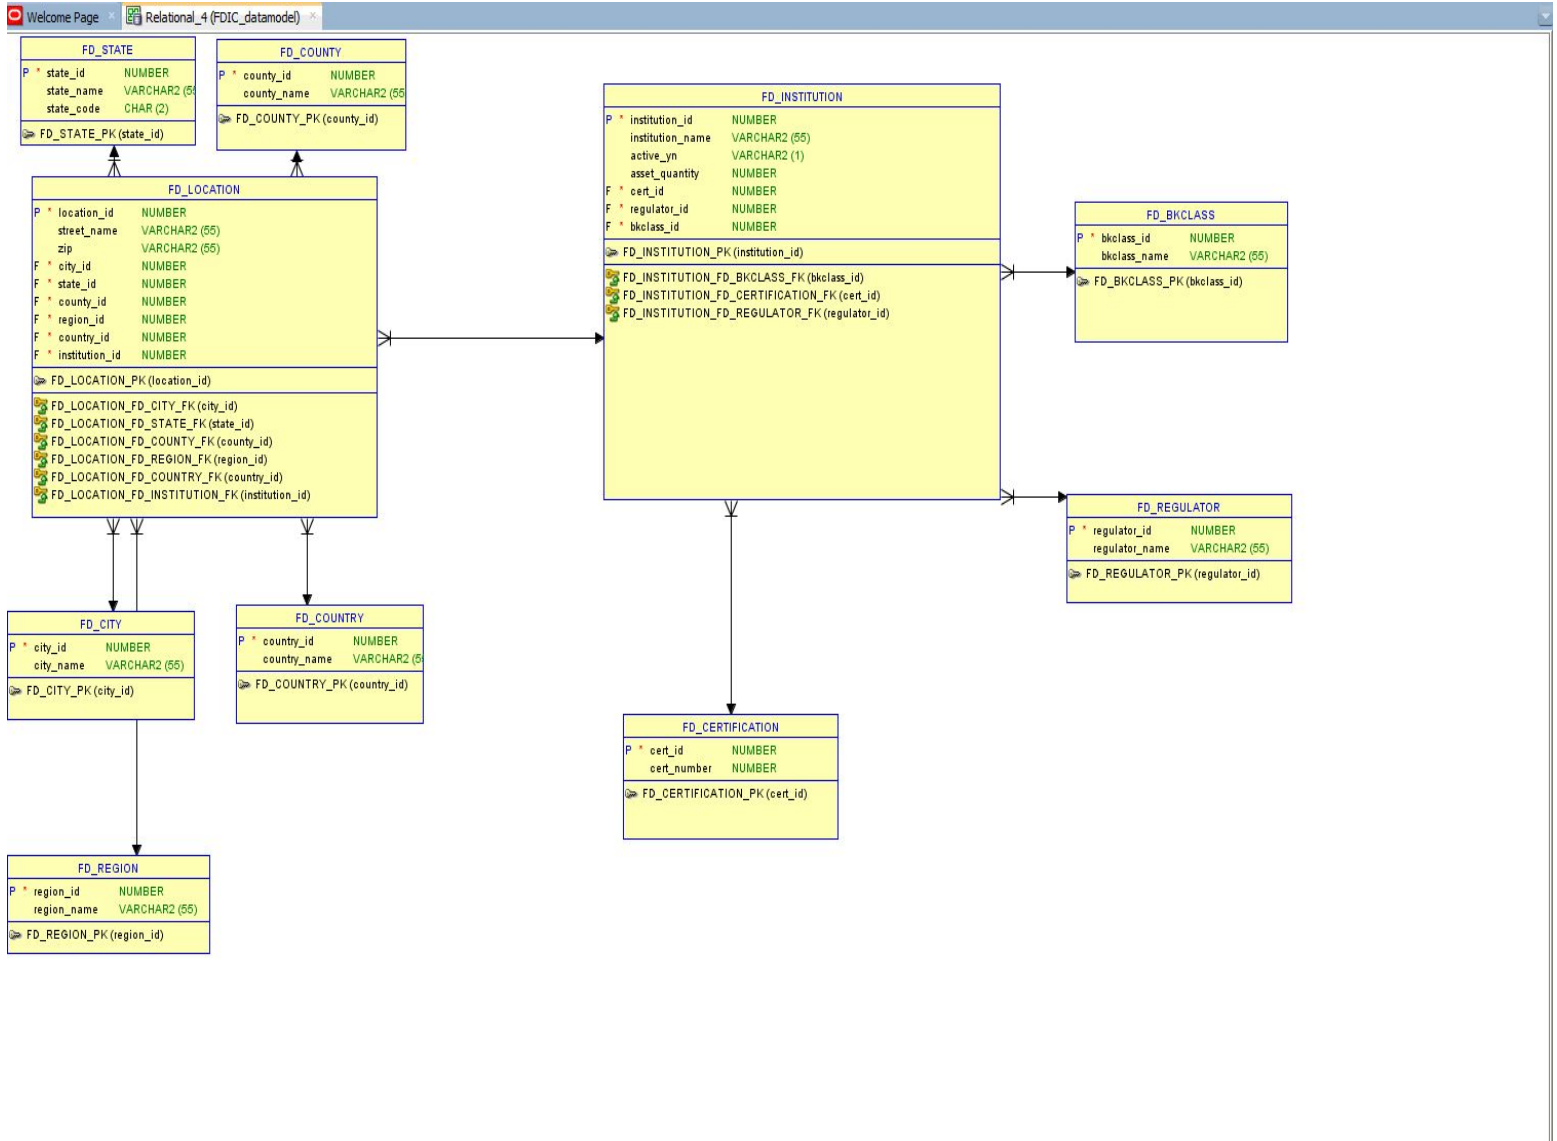 Welcome Page
Relational_4 (FDIC_datamodel)
FD_STATE
P * state_id NUMBER
state_name VARCHAR2 (55
state_code CHAR (2)
FD_STATE_PK (state_id)
FD_COUNTY
P * county_id NUMBER
county_name VARCHAR2 (55
FD_COUNTY_PK (county_id)
FD_LOCATION
P * location_id NUMBER
street_name VARCHAR2 (55)
zip VARCHAR2 (55)
F * city_id NUMBER
F * state_id NUMBER
F * county_id NUMBER
F * region_id NUMBER
F * country_id NUMBER
F * institution_id NUMBER
FD_LOCATION_PK (location_id)
FD_LOCATION_FD_CITY_FK (city_id)
FD_LOCATION_FD_STATE_FK (state_id)
FD_LOCATION_FD_COUNTY_FK (county_id)
FD_LOCATION_FD_REGION_FK (region_id)
FD_LOCATION_FD_COUNTRY_FK (country_id)
FD_LOCATION_FD_INSTITUTION_FK (institution_id)
FD_INSTITUTION
P * institution_id NUMBER
institution_name VARCHAR2 (55)
active_yn VARCHAR2 (1)
asset_quantity NUMBER
F * cert_id NUMBER
F * regulator_id NUMBER
F * bkclass_id NUMBER
FD_INSTITUTION_PK (institution_id)
FD_INSTITUTION_FD_BKCLASS_FK (bkclass_id)
FD_INSTITUTION_FD_CERTIFICATION_FK (cert_id)
FD_INSTITUTION_FD_REGULATOR_FK (regulator_id)
FD_BKCLASS
P * bkclass_id NUMBER
bkclass_name VARCHAR2 (55)
FD_BKCLASS_PK (bkclass_id)
FD_REGULATOR
P * regulator_id NUMBER
regulator_name VARCHAR2 (55)
FD_REGULATOR_PK (regulator_id)
FD_CITY
P * city_id NUMBER
city_name VARCHAR2 (55)
FD_CITY_PK (city_id)
FD_COUNTRY
P * country_id NUMBER
country_name VARCHAR2 (5
FD_COUNTRY_PK (country_id)
FD_CERTIFICATION
P * cert_id NUMBER
cert_number NUMBER
FD_CERTIFICATION_PK (cert_id)
FD_REGION
P * region_id NUMBER
region_name VARCHAR2 (55)
FD_REGION_PK (region_id)